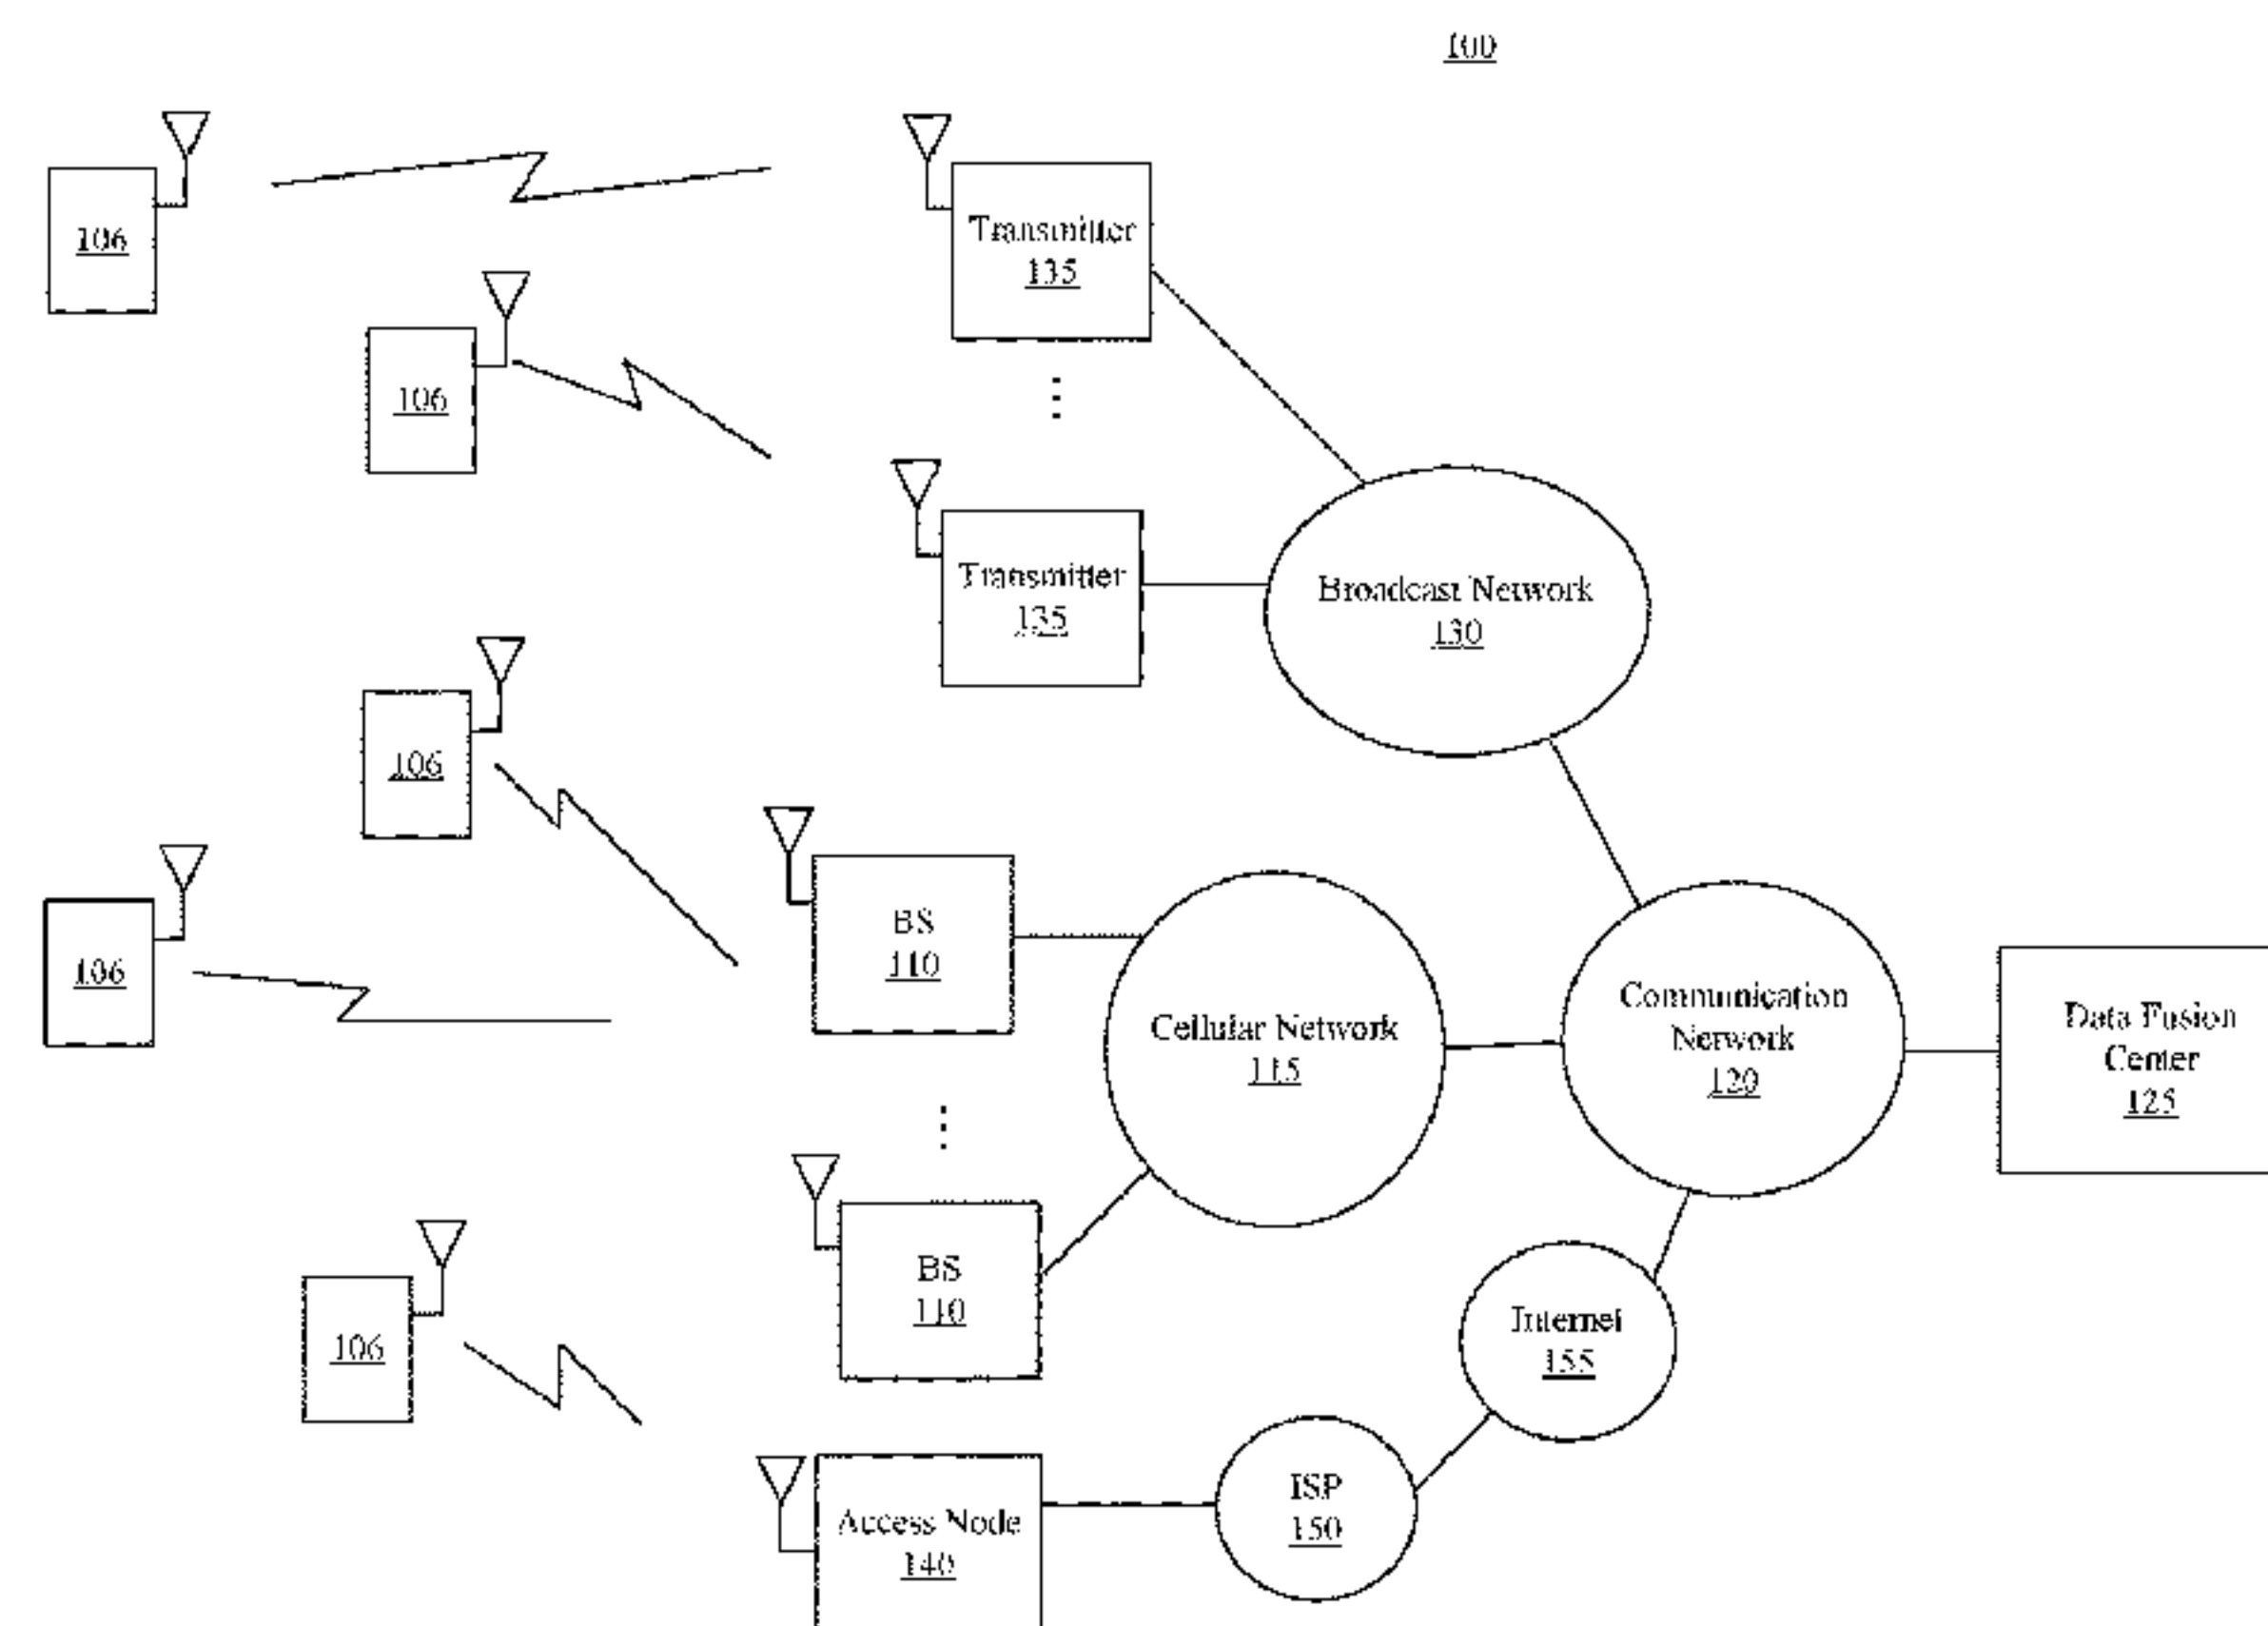 100
106
Transmitter
135
106
Transmitter
135
Broadcast Network
130
106
BS
110
106
Cellular Network
115
Communication
Network
120
Data Fusion
Center
125
BS
110
106
Internet
155
ISP
150
Access Node
140